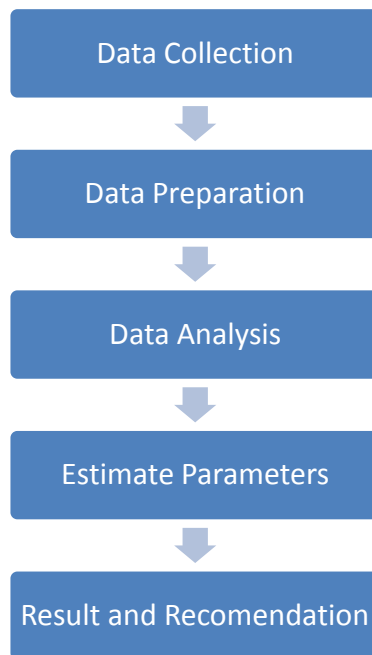 Data Collection
Data Preparation
Data Analysis
Estimate Parameters
Result and Recomendation